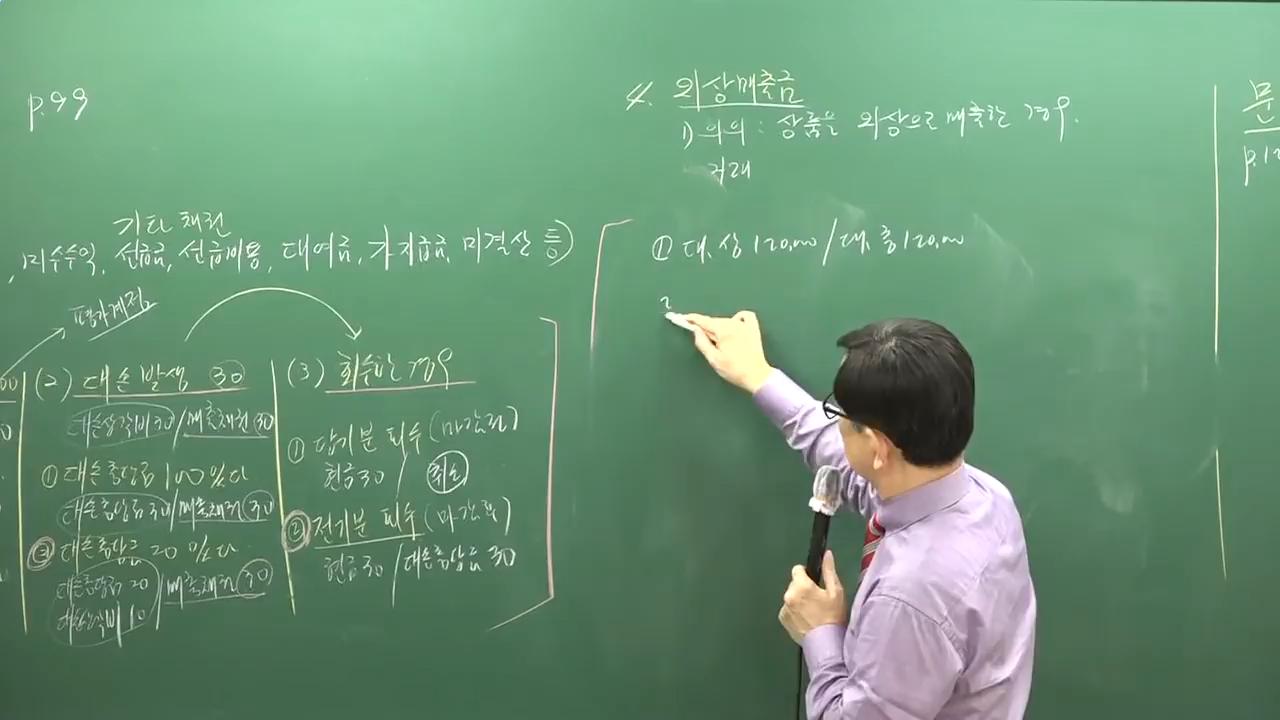 p.99
기타 채권
, 미수수익, 선급금, 선급비용, 대여금, 가지급금, 미결산 등)
평가계정
(2) 대손 발생 30
대손상각비 30 / 매출채권 30
① 대손충당금 100 있다
대손충당금 30 / 매출채권 30
② 대손충당금 20 있다
대손충당금 20 / 매출채권 30
대손상각비 10
(3) 회수한 경우
① 당기분 회수 (마감전)
현금 30 / 취소
② 전기분 회수 (마감후)
현금 30 / 대손충당금 30
4. 외상매출금
1) 의의 : 상품을 외상으로 매출한 경우.
거래
① 대.상 120,000 / 대.충 120,000
2
문
p.12